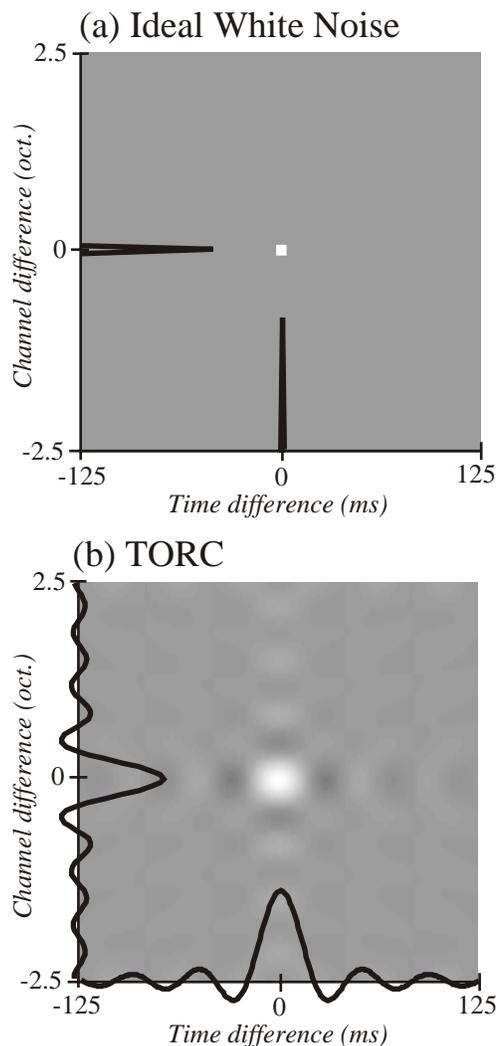 (a) Ideal White Noise
2.5
Channel difference (oct.)
0
-2.5
-125
0
125
Time difference (ms)
(b) TORC
2.5
Channel difference (oct.)
0
-2.5
-125
0
125
Time difference (ms)